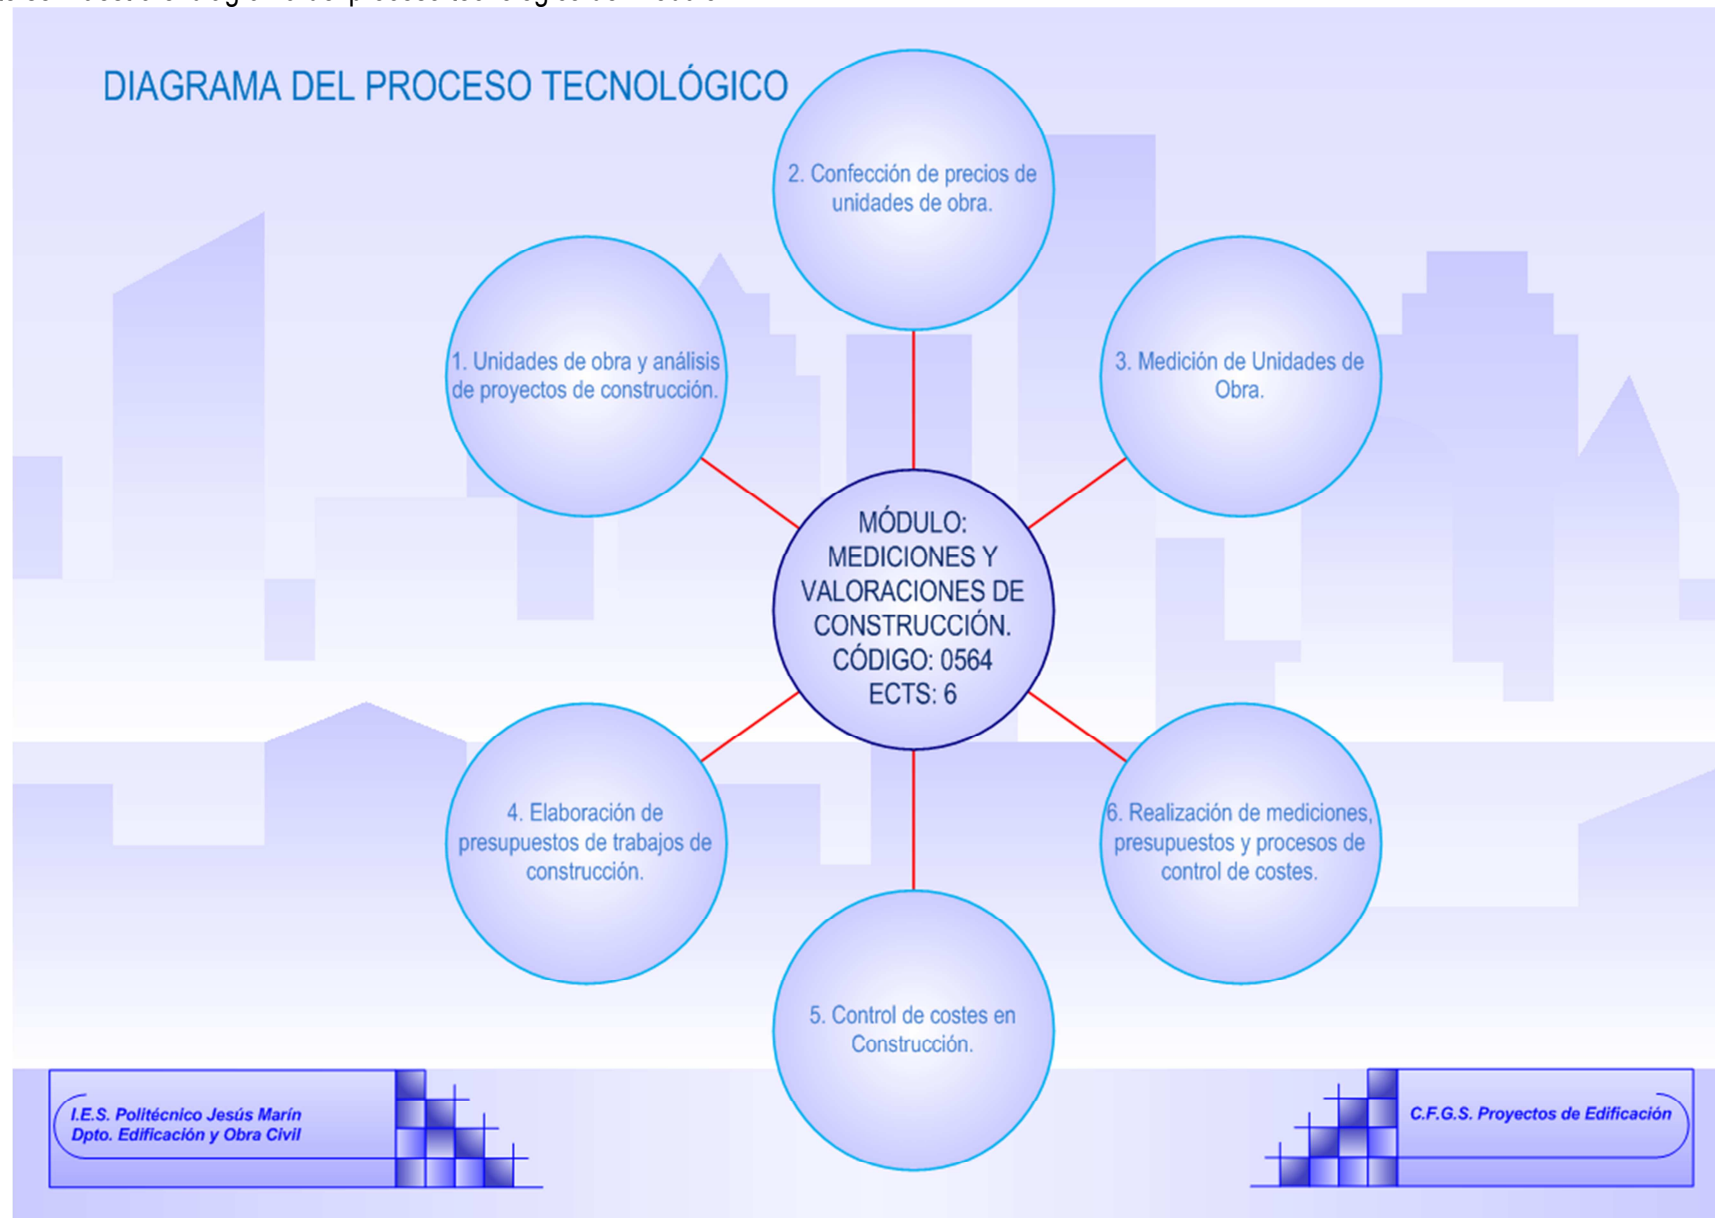 DIAGRAMA DEL PROCESO TECNOLÓGICO
2. Confección de precios de
unidades de obra.
1. Unidades de obra y análisis
de proyectos de construcción.
3. Medición de Unidades de
Obra.
MÓDULO:
MEDICIONES Y
VALORACIONES DE
CONSTRUCCIÓN.
CÓDIGO: 0564
ECTS: 6
4. Elaboración de
presupuestos de trabajos de
construcción.
6. Realización de mediciones,
presupuestos y procesos de
control de costes.
5. Control de costes en
Construcción.
I.E.S. Politécnico Jesús Marín
Dpto. Edificación y Obra Civil
C.F.G.S. Proyectos de Edificación